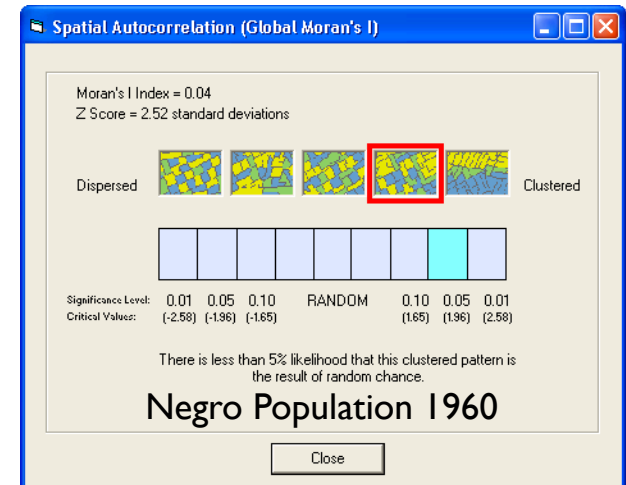 Spatial Autocorrelation (Global Moran's I)
Moran's I Index = 0.04
Z Score = 2.52 standard deviations
Dispersed
Clustered
Significance Level: 0.01 0.05 0.10 RANDOM 0.10 0.05 0.01
Critical Values: (-2.58) (-1.96) (-1.65) (1.65) (1.96) (2.58)
There is less than 5% likelihood that this clustered pattern is
the result of random chance.
Negro Population 1960
Close